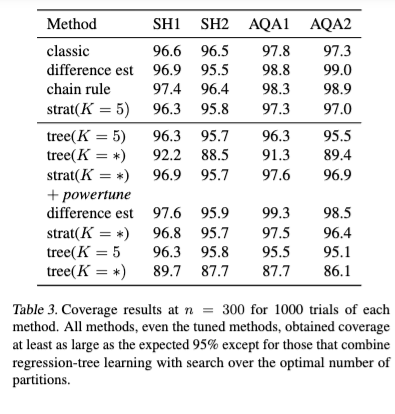 Method SH1 SH2 AQA1 AQA2
classic 96.6 96.5 97.8 97.3
difference est 96.9 95.5 98.8 99.0
chain rule 97.4 96.4 98.3 98.9
strat(K = 5) 96.3 95.8 97.3 97.0
tree(K = 5) 96.3 95.7 96.3 95.5
tree(K = *) 92.2 88.5 91.3 89.4
strat(K = *) 96.9 95.7 97.6 96.9
+ powertune
difference est 97.6 95.9 99.3 98.5
strat(K = *) 96.8 95.7 97.5 96.4
tree(K = 5 96.3 95.8 95.5 95.1
tree(K = *) 89.7 87.7 87.7 86.1
Table 3. Coverage results at n = 300 for 1000 trials of each
method. All methods, even the tuned methods, obtained coverage
at least as large as the expected 95% except for those that combine
regression-tree learning with search over the optimal number of
partitions.